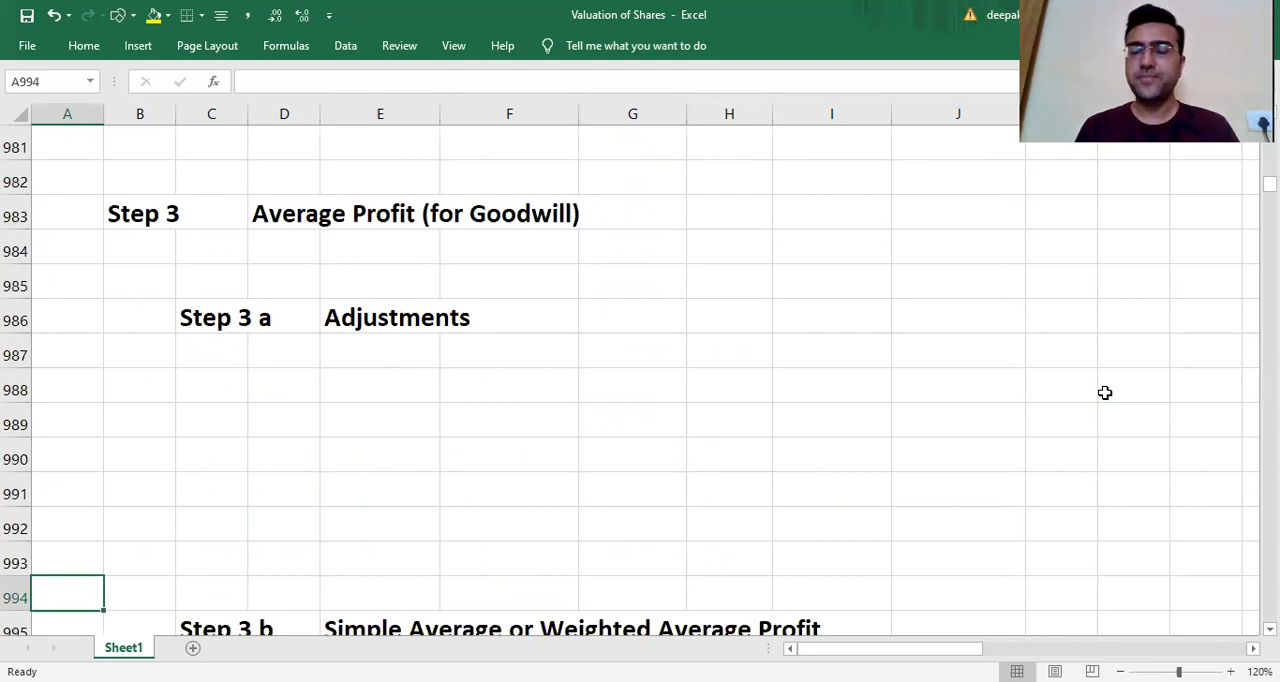 Valuation of Shares - Excel
deepak
File Home Insert Page Layout Formulas Data Review View Help Tell me what you want to do
A994
fx
A B C D E F G H I J
981
982
983 Step 3 Average Profit (for Goodwill)
984
985
986 Step 3 a Adjustments
987
988
989
990
991
992
993
994
995 Step 3 b Simple Average or Weighted Average Profit
Sheet1
Ready 120%